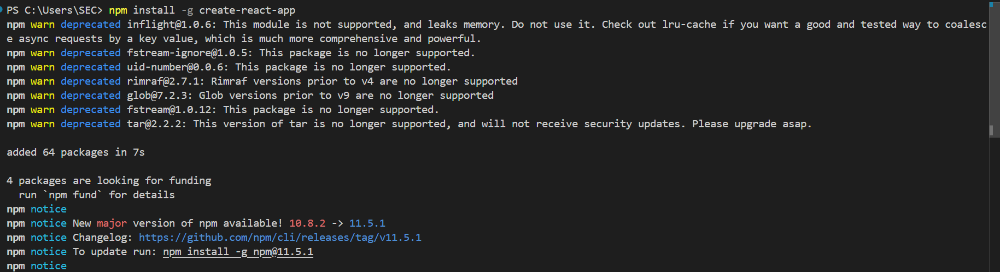 PS C:\Users\SEC> npm install -g create-react-app
npm warn deprecated inflight@1.0.6: This module is not supported, and leaks memory. Do not use it. Check out lru-cache if you want a good and tested way to coalesc
e async requests by a key value, which is much more comprehensive and powerful.
npm warn deprecated fstream-ignore@1.0.5: This package is no longer supported.
npm warn deprecated uid-number@0.0.6: This package is no longer supported.
npm warn deprecated rimraf@2.7.1: Rimraf versions prior to v4 are no longer supported
npm warn deprecated glob@7.2.3: Glob versions prior to v9 are no longer supported
npm warn deprecated fstream@1.0.12: This package is no longer supported.
npm warn deprecated tar@2.2.2: This version of tar is no longer supported, and will not receive security updates. Please upgrade asap.
added 64 packages in 7s
4 packages are looking for funding
  run `npm fund` for details
npm notice
npm notice New major version of npm available! 10.8.2 -> 11.5.1
npm notice Changelog: https://github.com/npm/cli/releases/tag/v11.5.1
npm notice To update run: npm install -g npm@11.5.1
npm notice